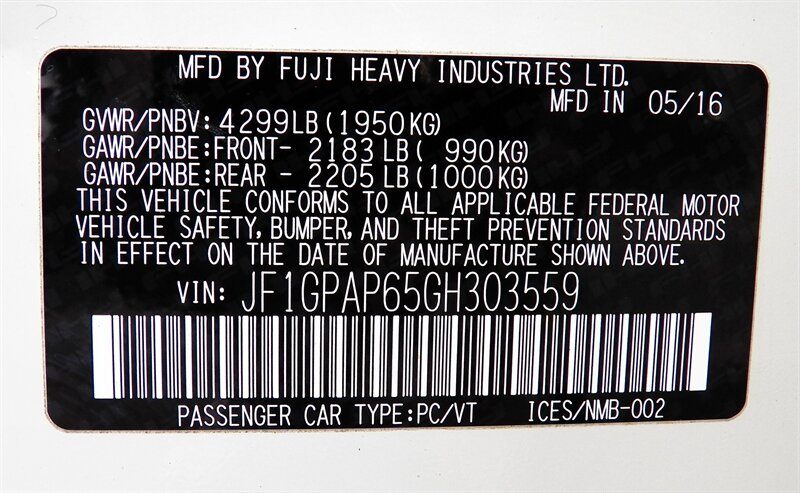 MFD BY FUJI HEAVY INDUSTRIES LTD.
MFD IN 05/16
GVWR/PNBV: 4299LB (1950KG)
GAWR/PNBE:FRONT- 2183 LB ( 990KG)
GAWR/PNBE:REAR - 2205 LB (1000KG)
THIS VEHICLE CONFORMS TO ALL APPLICABLE FEDERAL MOTOR
VEHICLE SAFETY, BUMPER, AND THEFT PREVENTION STANDARDS
IN EFFECT ON THE DATE OF MANUFACTURE SHOWN ABOVE.
VIN: JF1GPAP65GH303559
PASSENGER CAR TYPE:PC/VT ICES/NMB-002